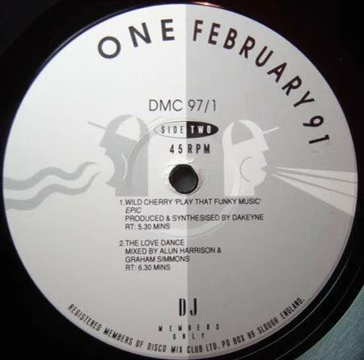 ONE FEBRUARY 91
DMC 97/1
SIDE TWO
45RPM
1.WILD CHERRY 'PLAY THAT FUNKY MUSIC'
EPIC
PRODUCED & SYNTHESISED BY DAKEYNE
RT: 5.30 MINS
2.THE LOVE DANCE
MIXED BY ALUN HARRISON &
GRAHAM SIMMONS
RT: 6.30 MINS
DJ
MEMBERS
ONLY
REGISTERED MEMBERS OF DISCO MIX CLUB LTD. PO BOX 89 SLOUGH ENGLAND.